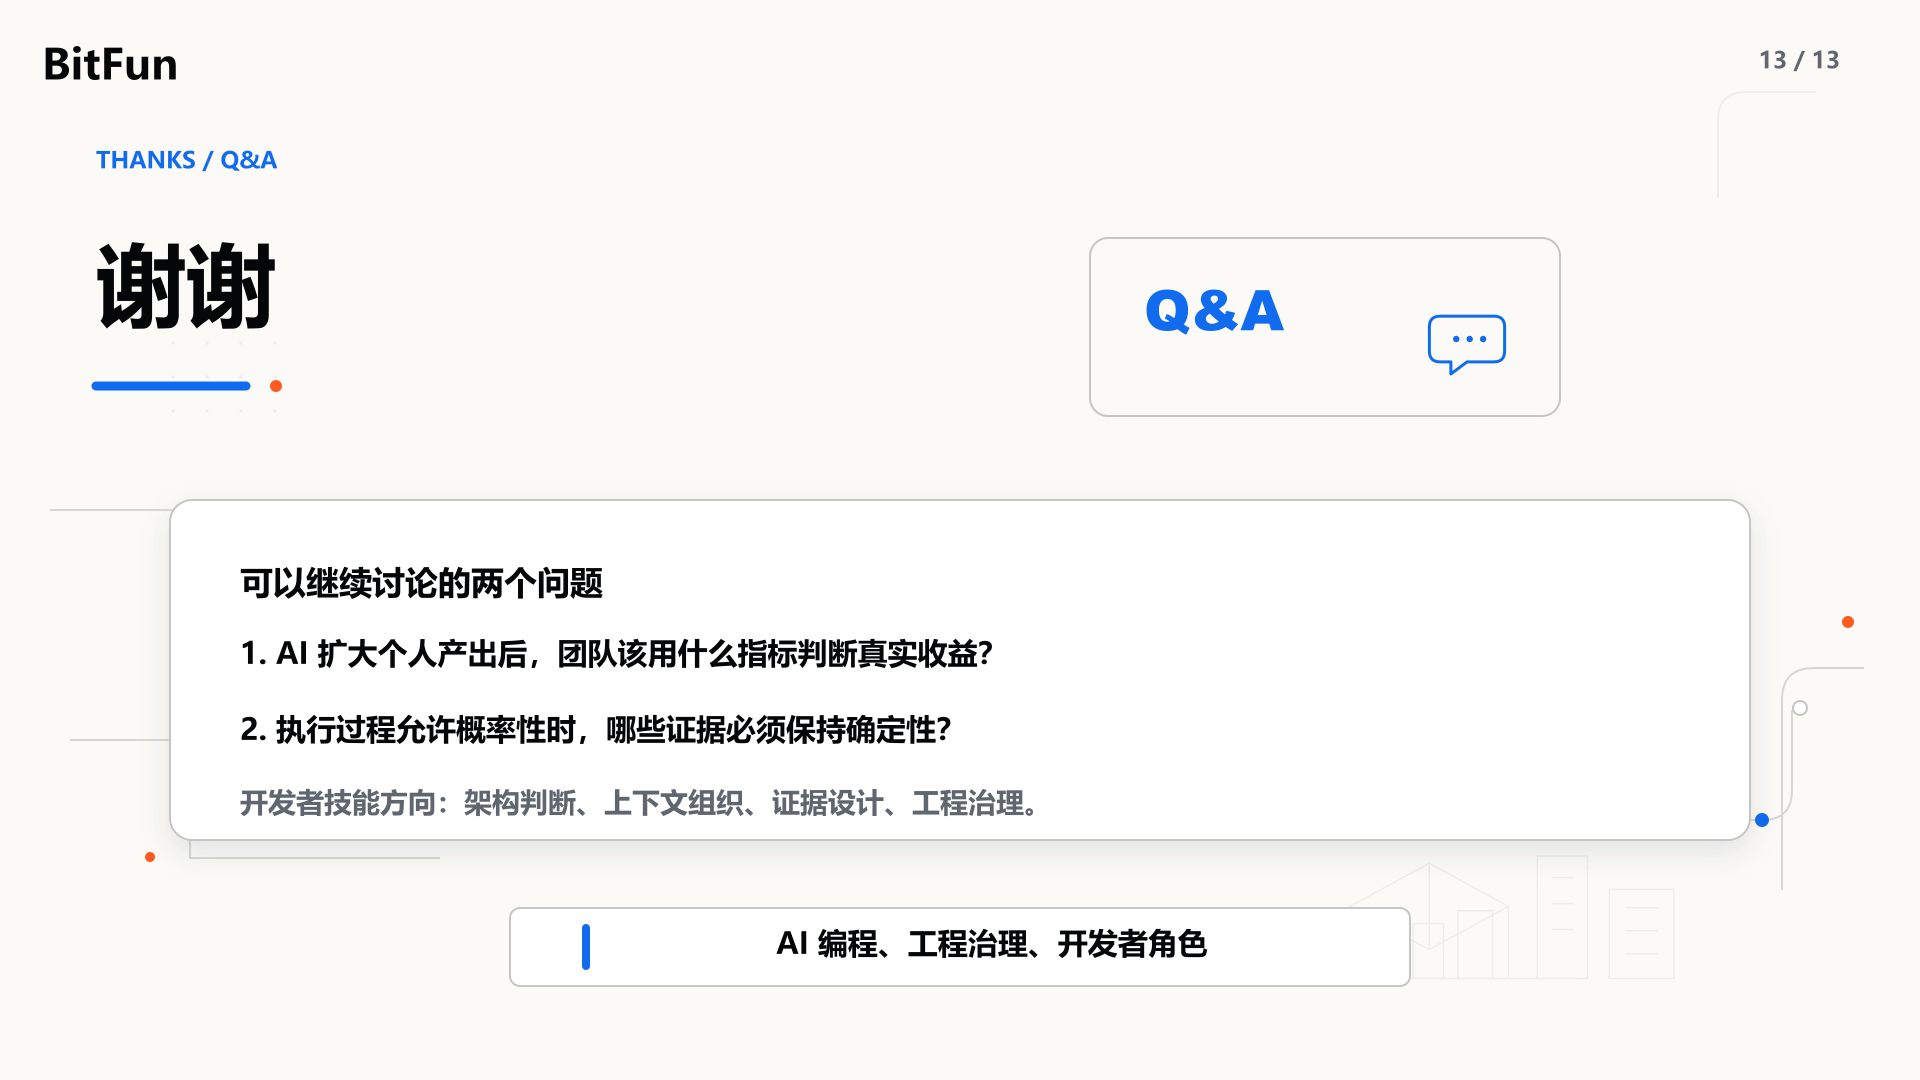 BitFun
13 / 13
THANKS / Q&A
谢谢
Q&A
可以继续讨论的两个问题
1. AI 扩大个人产出后，团队该用什么指标判断真实收益？
2. 执行过程允许概率性时，哪些证据必须保持确定性？
开发者技能方向：架构判断、上下文组织、证据设计、工程治理。
AI 编程、工程治理、开发者角色